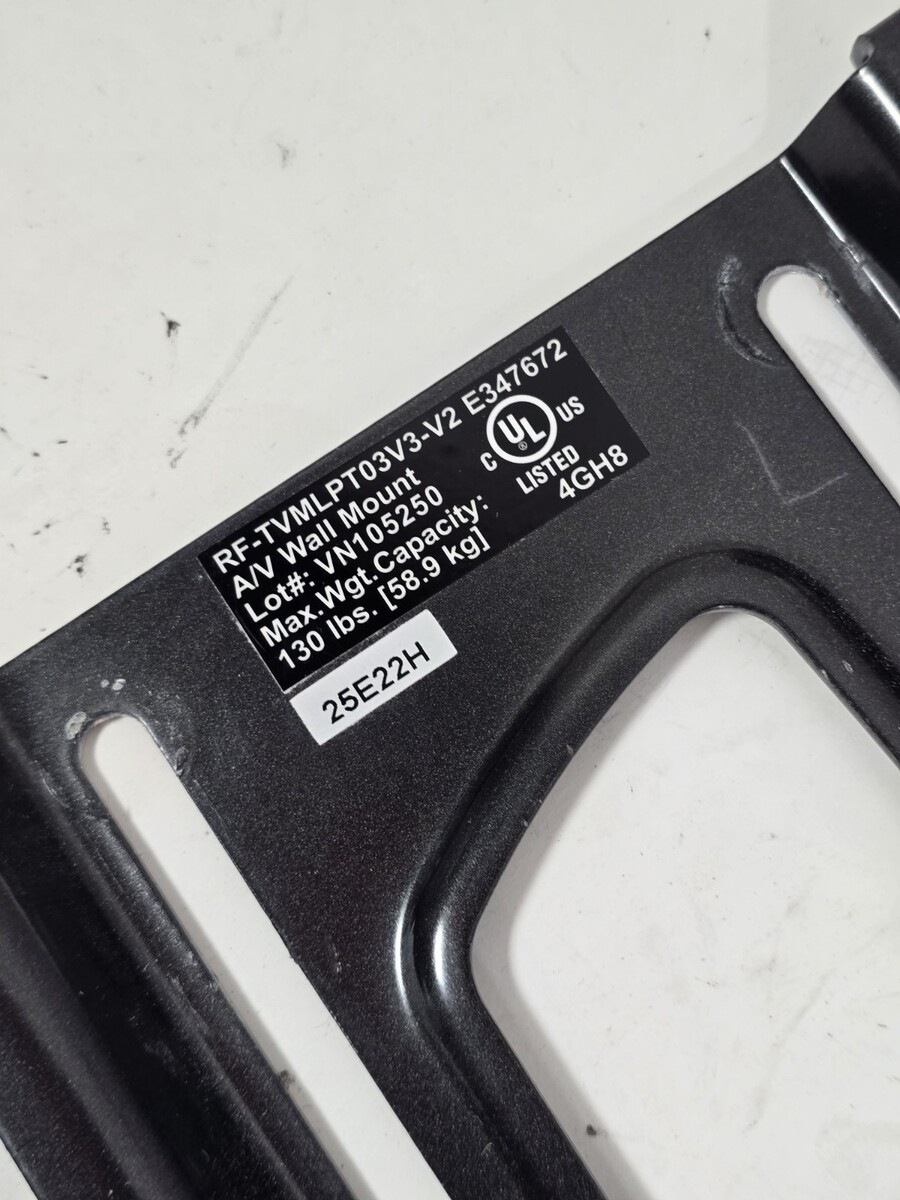 RF-TVMLPT03V3-V2 E347672
A/V Wall Mount
Lot#: VN105250
Max.Wgt.Capacity:
130 lbs. [58.9 kg]
C UL US
®
LISTED
4GH8
25E22H